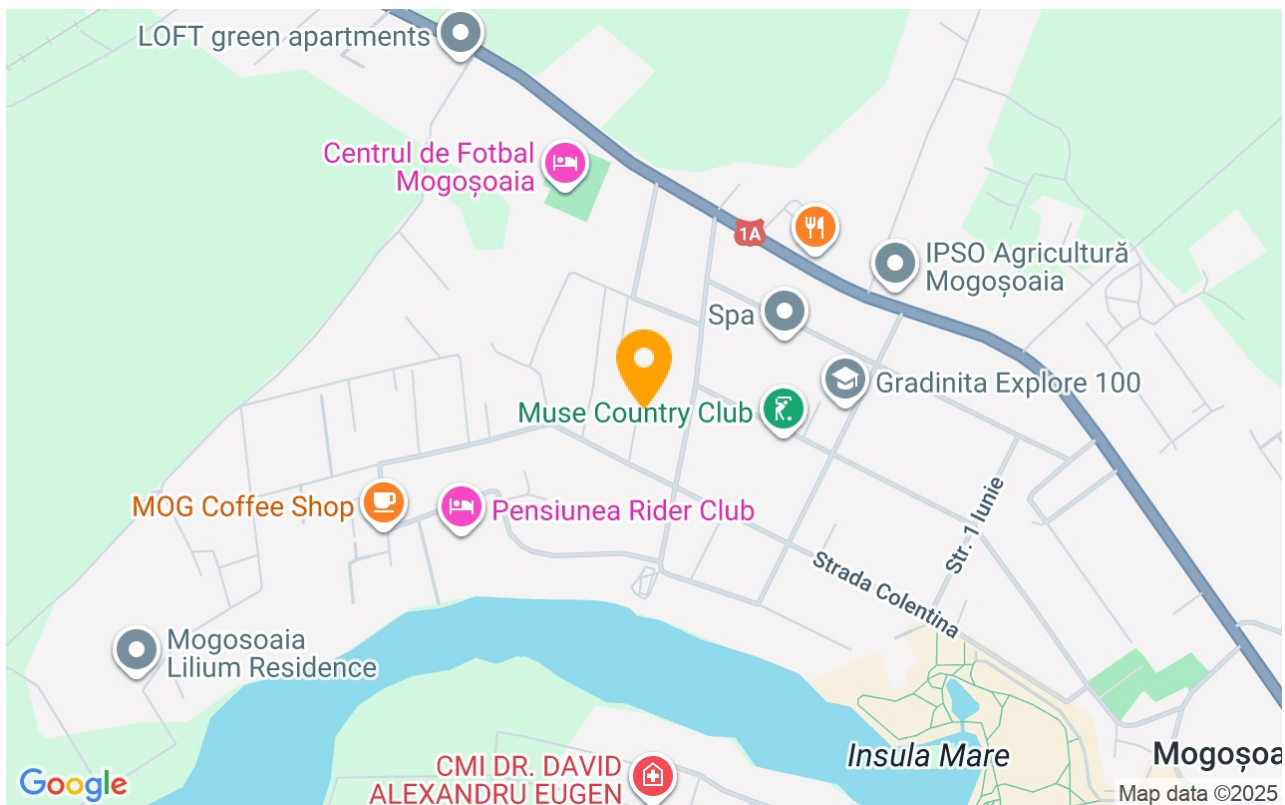 LOFT green apartments
Centrul de Fotbal
Mogoșoaia
1A
IPSO Agricultură
Mogoșoaia
Spa
Gradinita Explore 100
Muse Country Club
MOG Coffee Shop
Pensiunea Rider Club
Str. 1 Iunie
Strada Colentina
Mogosoaia
Lilium Residence
Insula Mare
Mogoșoa
CMI DR. DAVID
ALEXANDRU EUGEN
Google
Map data ©2025